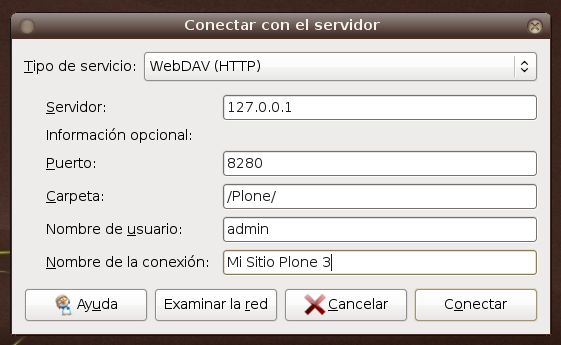 Conectar con el servidor
Tipo de servicio: WebDAV (HTTP)
Servidor: 127.0.0.1
Información opcional:
Puerto: 8280
Carpeta: /Plone/
Nombre de usuario: admin
Nombre de la conexión: Mi Sitio Plone 3
Ayuda Examinar la red Cancelar Conectar